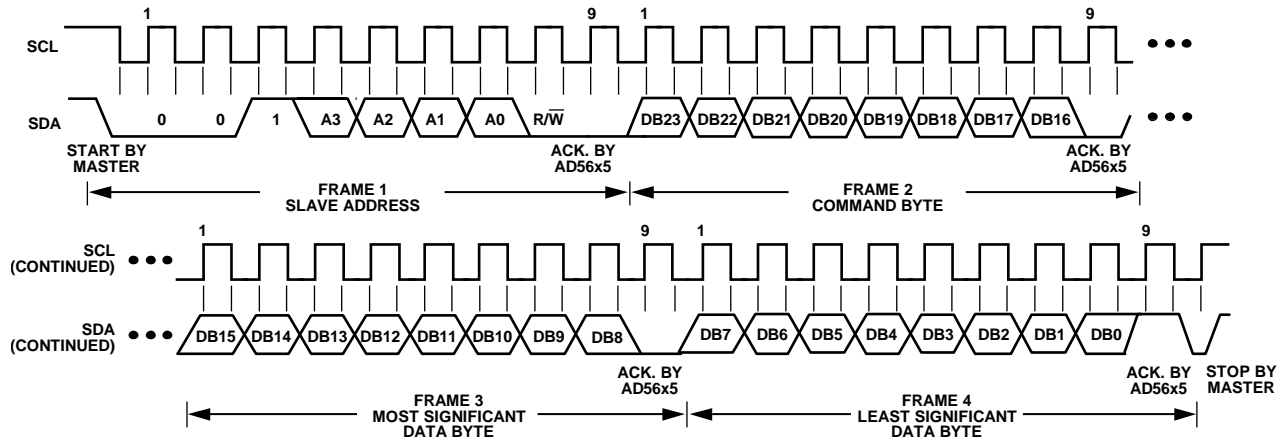 1 9 1 9
SCL
SDA 0 0 1 A3 A2 A1 A0 R/W̅ DB23 DB22 DB21 DB20 DB19 DB18 DB17 DB16
START BY
MASTER
ACK. BY
AD56x5
ACK. BY
AD56x5
FRAME 1
SLAVE ADDRESS
FRAME 2
COMMAND BYTE
1 9 1 9
SCL
(CONTINUED)
SDA
(CONTINUED)
DB15 DB14 DB13 DB12 DB11 DB10 DB9 DB8 DB7 DB6 DB5 DB4 DB3 DB2 DB1 DB0
ACK. BY
AD56x5
ACK. BY
AD56x5
STOP BY
MASTER
FRAME 3
MOST SIGNIFICANT
DATA BYTE
FRAME 4
LEAST SIGNIFICANT
DATA BYTE